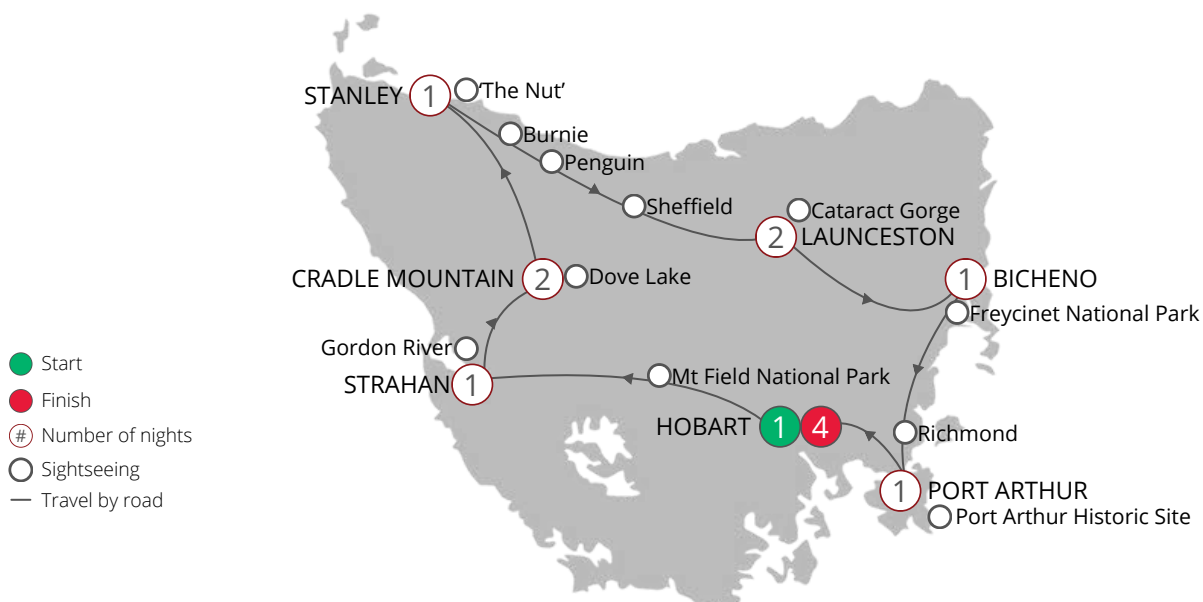 STANLEY
1
‘The Nut’
Burnie
Penguin
Sheffield
Cataract Gorge
2
LAUNCESTON
CRADLE MOUNTAIN
2
Dove Lake
1
BICHENO
Freycinet National Park
Gordon River
STRAHAN
1
Mt Field National Park
HOBART
1
4
Richmond
1
PORT ARTHUR
Port Arthur Historic Site
Start
Finish
# Number of nights
Sightseeing
Travel by road